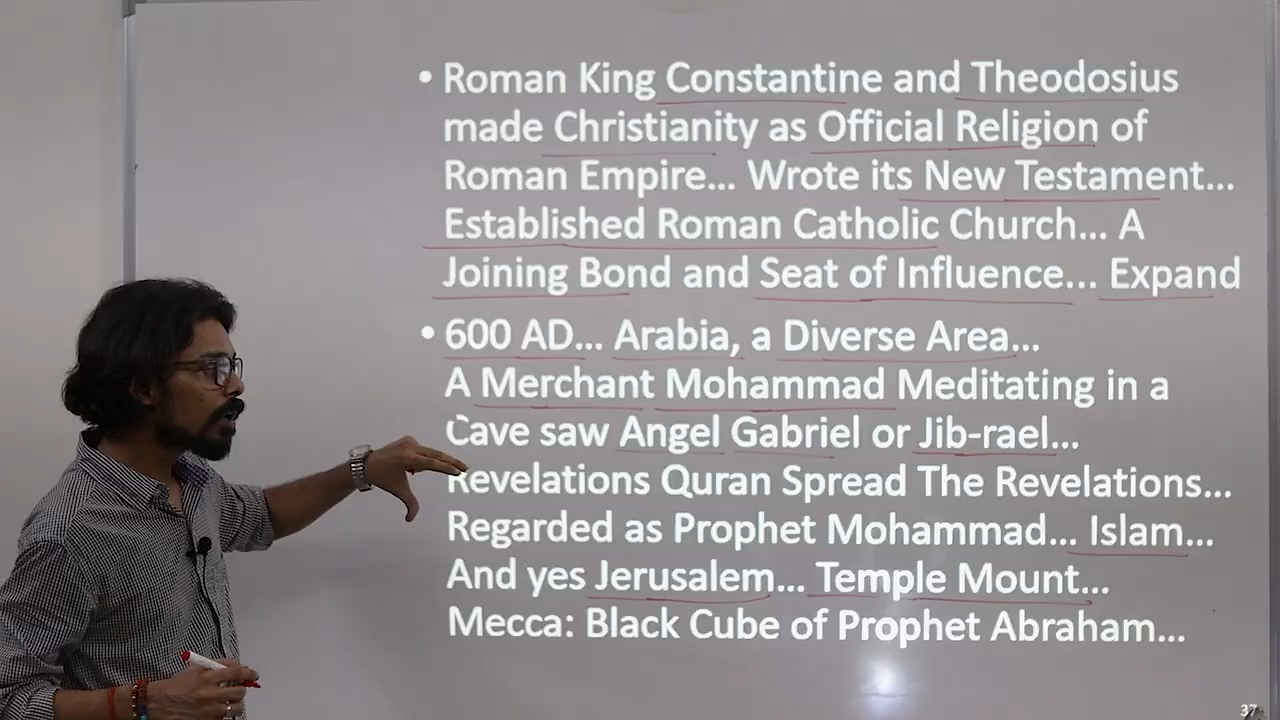 • Roman King Constantine and Theodosius
made Christianity as Official Religion of
Roman Empire... Wrote its New Testament...
Established Roman Catholic Church... A
Joining Bond and Seat of Influence... Expand
• 600 AD... Arabia, a Diverse Area...
A Merchant Mohammad Meditating in a
Cave saw Angel Gabriel or Jib-rael...
Revelations Quran Spread The Revelations...
Regarded as Prophet Mohammad... Islam...
And yes Jerusalem... Temple Mount...
Mecca: Black Cube of Prophet Abraham...
37